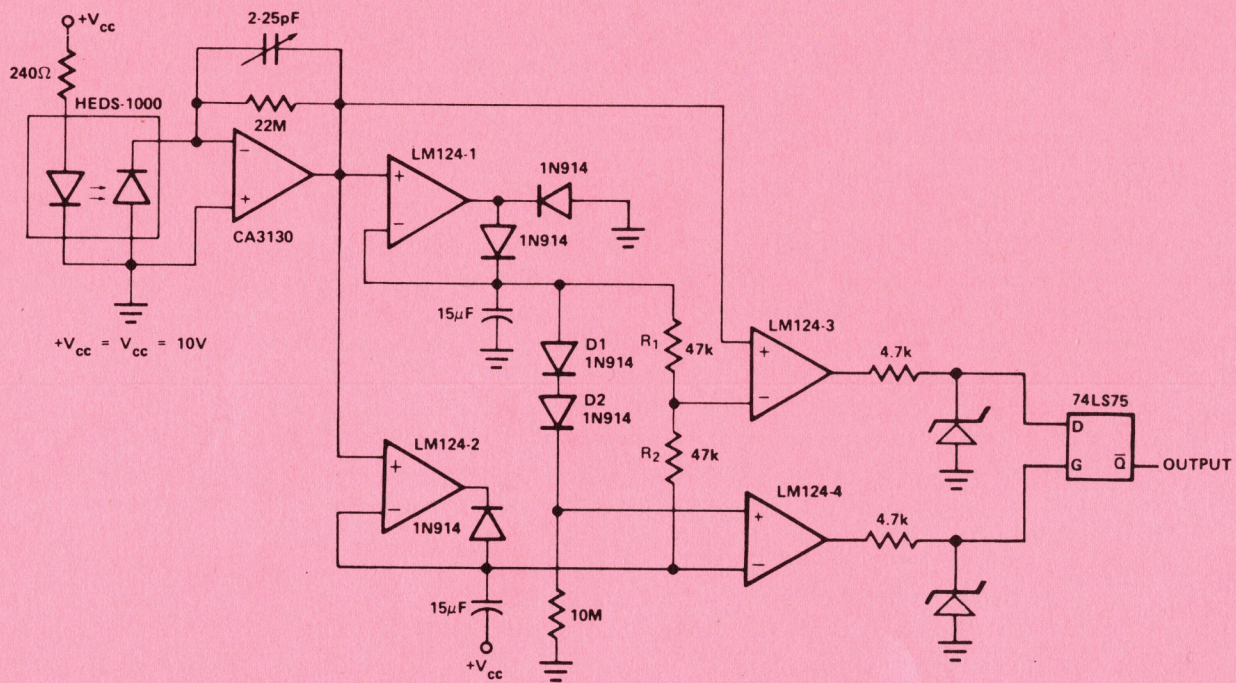 +Vcc
2-25pF
240Ω
HEDS-1000
22M
−
+
CA3130
+Vcc = Vcc = 10V
LM124-1
+
−
1N914
1N914
15μF
D1
1N914
D2
1N914
R1
47k
R2
47k
LM124-2
+
−
1N914
15μF
+Vcc
10M
LM124-3
+
−
4.7k
LM124-4
+
−
4.7k
74LS75
D
G
Q̅
OUTPUT